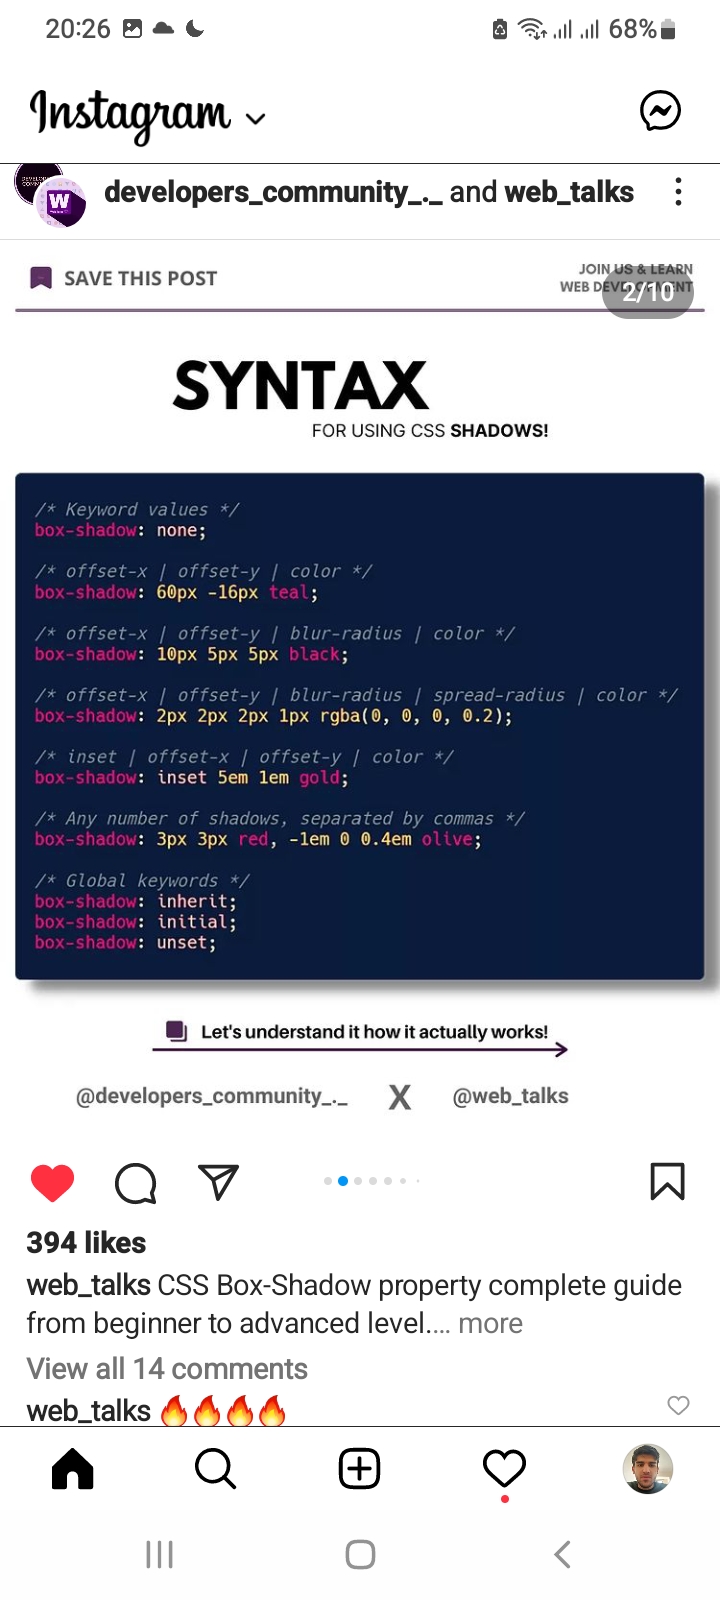 20:26
68%
Instagram
DEVELOP
COMM
W
developers_community_._ and web_talks
SAVE THIS POST
JOIN US & LEARN
WEB DEVELOPMENT
2/10
SYNTAX
FOR USING CSS SHADOWS!
/* Keyword values */
box-shadow: none;
/* offset-x | offset-y | color */
box-shadow: 60px -16px teal;
/* offset-x | offset-y | blur-radius | color */
box-shadow: 10px 5px 5px black;
/* offset-x | offset-y | blur-radius | spread-radius | color */
box-shadow: 2px 2px 2px 1px rgba(0, 0, 0, 0.2);
/* inset | offset-x | offset-y | color */
box-shadow: inset 5em 1em gold;
/* Any number of shadows, separated by commas */
box-shadow: 3px 3px red, -1em 0 0.4em olive;
/* Global keywords */
box-shadow: inherit;
box-shadow: initial;
box-shadow: unset;
Let's understand it how it actually works!
@developers_community_._ X @web_talks
394 likes
web_talks CSS Box-Shadow property complete guide
from beginner to advanced level.... more
View all 14 comments
web_talks 🔥🔥🔥🔥